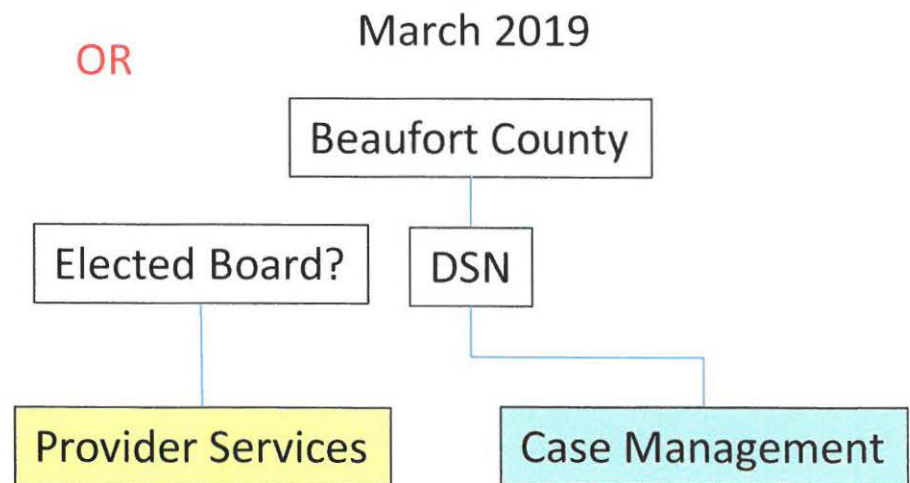 March 2019
OR
Beaufort County
Elected Board?
DSN
Provider Services
Case Management